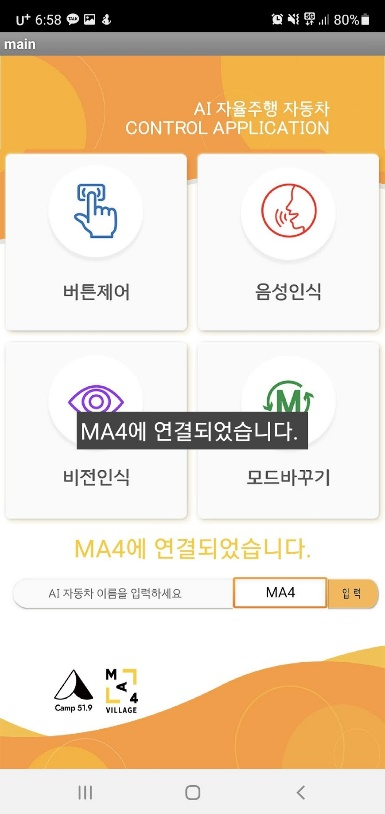 U+ 6:58 80%
main
AI 자율주행 자동차
CONTROL APPLICATION
버튼제어
음성인식
M
MA4에 연결되었습니다.
비전인식
모드바꾸기
MA4에 연결되었습니다.
AI 자동차 이름을 입력하세요
MA4
입력
Camp 51.9
M
A
4
VILLAGE